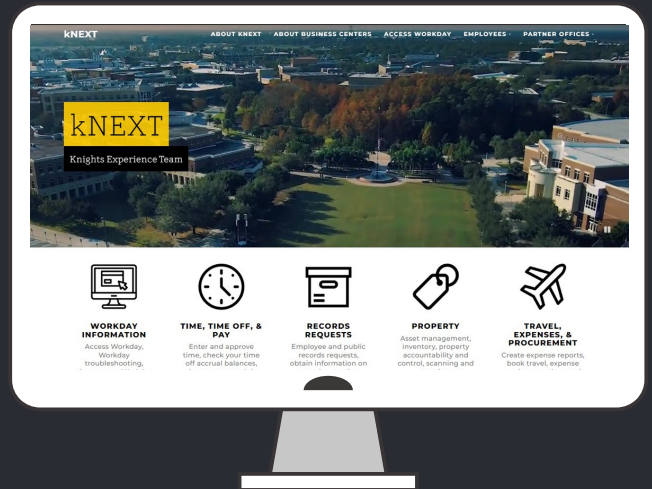 kNEXT
ABOUT KNEXT
ABOUT BUSINESS CENTERS
ACCESS WORKDAY
EMPLOYEES
PARTNER OFFICES
kNEXT
Knights Experience Team
WORKDAY
INFORMATION
Access Workday,
Workday
troubleshooting,
TIME, TIME OFF, &
PAY
Enter and approve
time, check your time
off accrual balances,
RECORDS
REQUESTS
Employee and public
records requests,
obtain information on
PROPERTY
Asset management,
inventory, property
accountability and
control, scanning and
TRAVEL,
EXPENSES, &
PROCUREMENT
Create expense reports,
book travel, expense